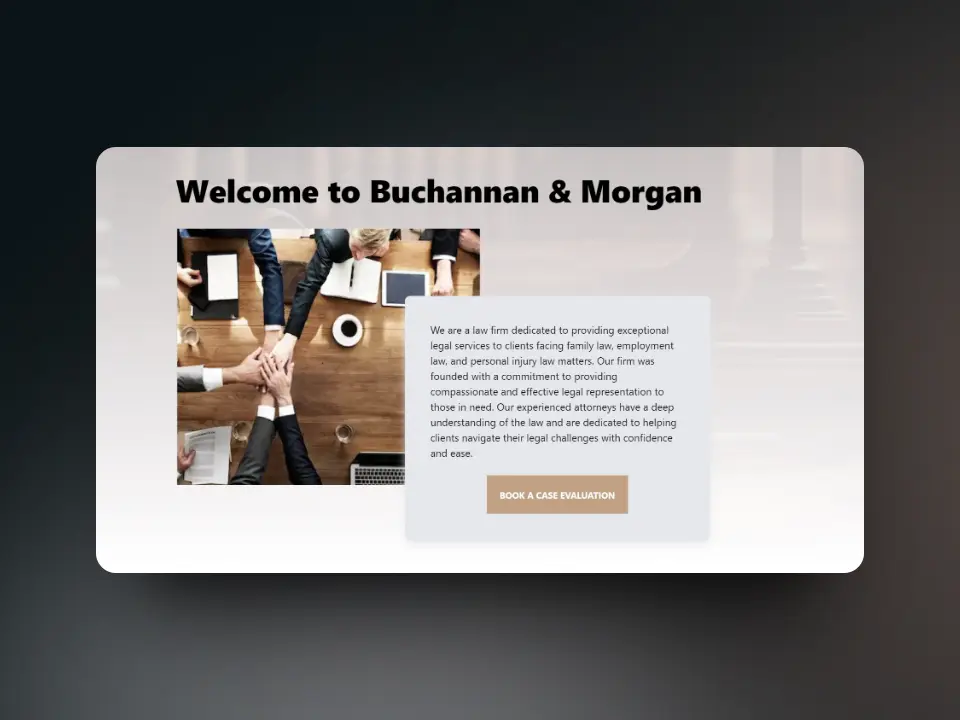 Welcome to Buchannan & Morgan
We are a law firm dedicated to providing exceptional
legal services to clients facing family law, employment
law, and personal injury law matters. Our firm was
founded with a commitment to providing
compassionate and effective legal representation to
those in need. Our experienced attorneys have a deep
understanding of the law and are dedicated to helping
clients navigate their legal challenges with confidence
and ease.
BOOK A CASE EVALUATION